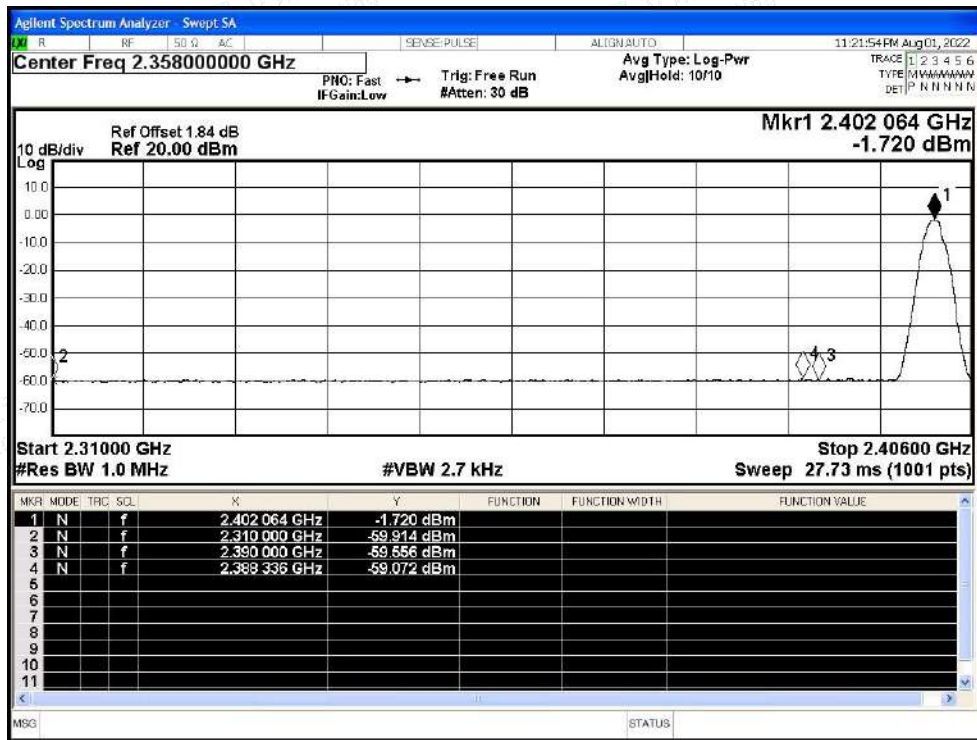 Agilent Spectrum Analyzer - Swept SA
LXI R RF 50 Ω AC SENSE:PULSE ALIGN AUTO 11:21:54 PM Aug 01, 2022
Center Freq 2.358000000 GHz
PNO: Fast Trig: Free Run Avg Type: Log-Pwr TRACE 1 2 3 4 5 6
IFGain:Low #Atten: 30 dB Avg|Hold: 10/10 TYPE M
DET P N N N N N
Ref Offset 1.84 dB Mkr1 2.402 064 GHz
10 dB/div Ref 20.00 dBm -1.720 dBm
Log
10.0
1
0.00
-10.0
-20.0
-30.0
-40.0
-50.0 2 4 3
-60.0
-70.0
Start 2.31000 GHz Stop 2.40600 GHz
#Res BW 1.0 MHz #VBW 2.7 kHz Sweep 27.73 ms (1001 pts)
MKR MODE TRC SCL X Y FUNCTION FUNCTION WIDTH FUNCTION VALUE
1 N f 2.402 064 GHz -1.720 dBm
2 N f 2.310 000 GHz -59.914 dBm
3 N f 2.390 000 GHz -59.556 dBm
4 N f 2.388 336 GHz -59.072 dBm
5
6
7
8
9
10
11
MSG STATUS